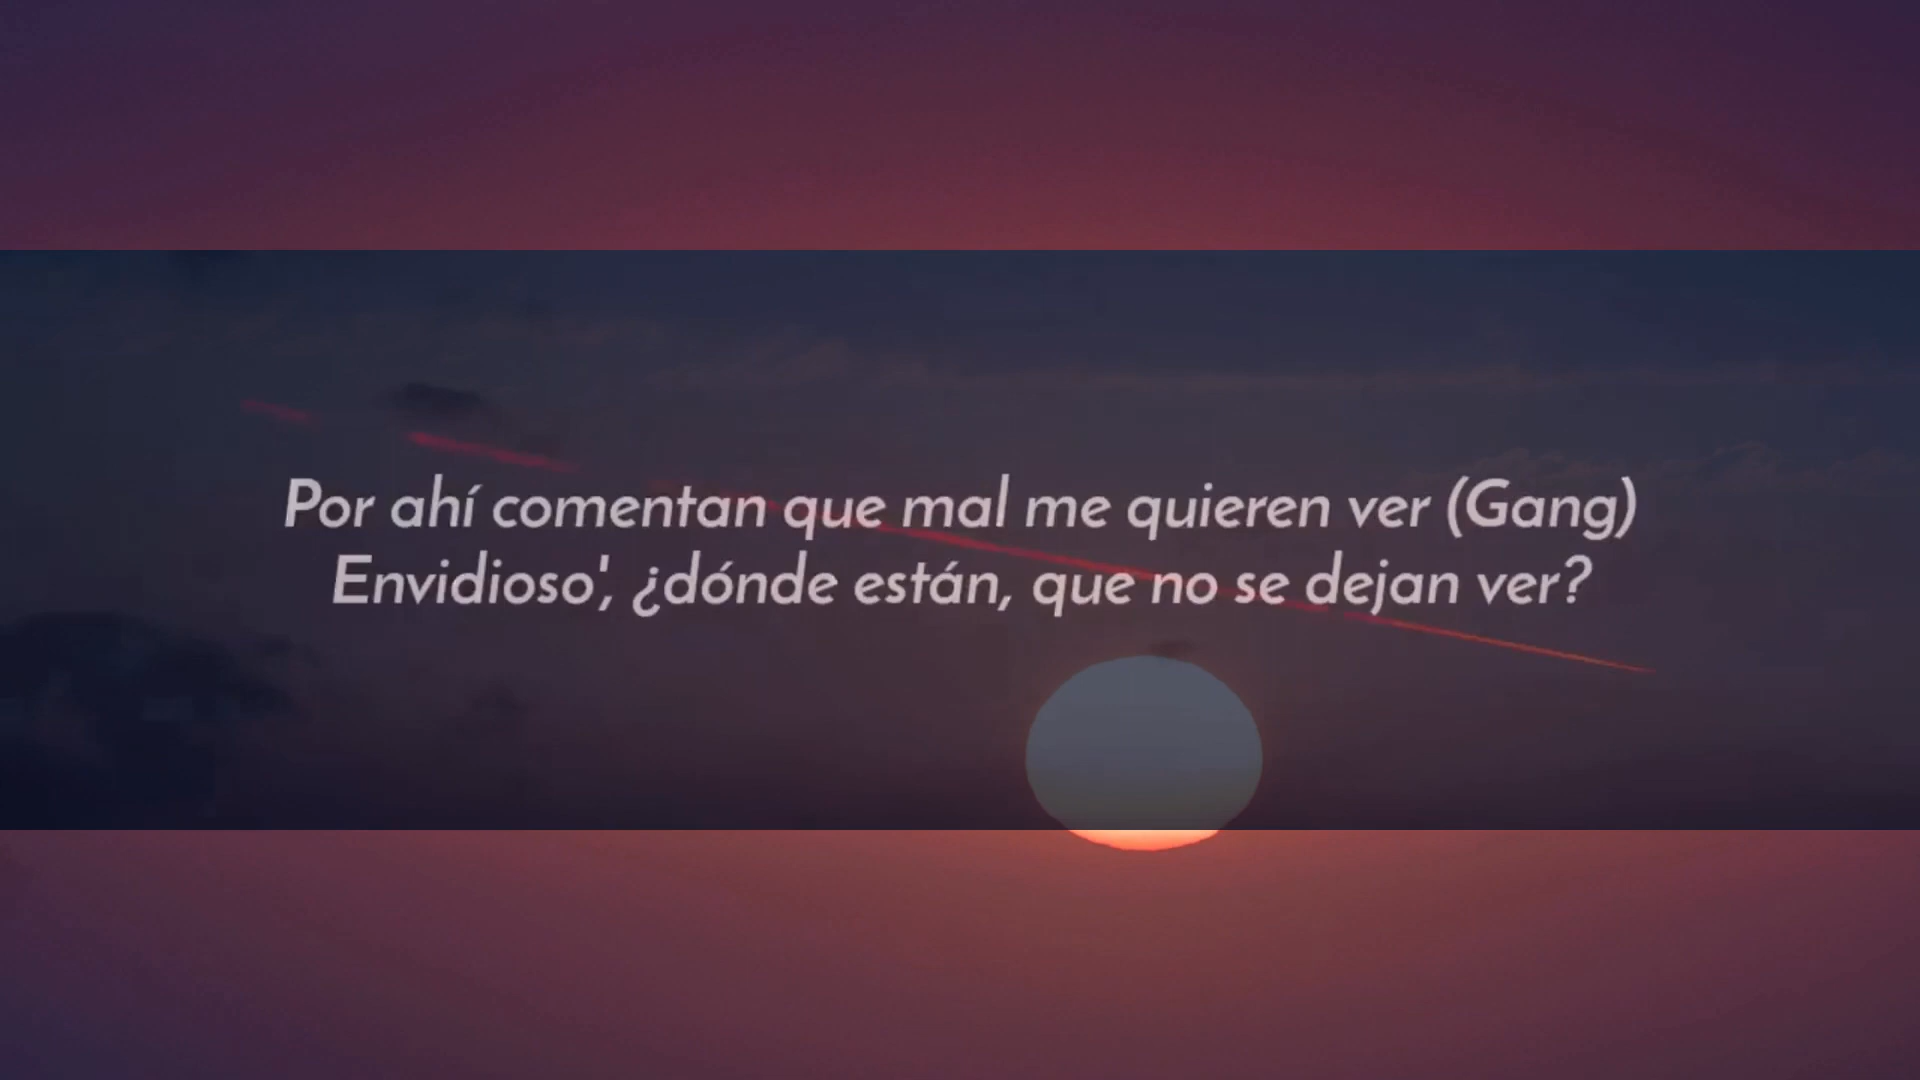 Por ahí comentan que mal me quieren ver (Gang)
Envidioso', ¿dónde están, que no se dejan ver?